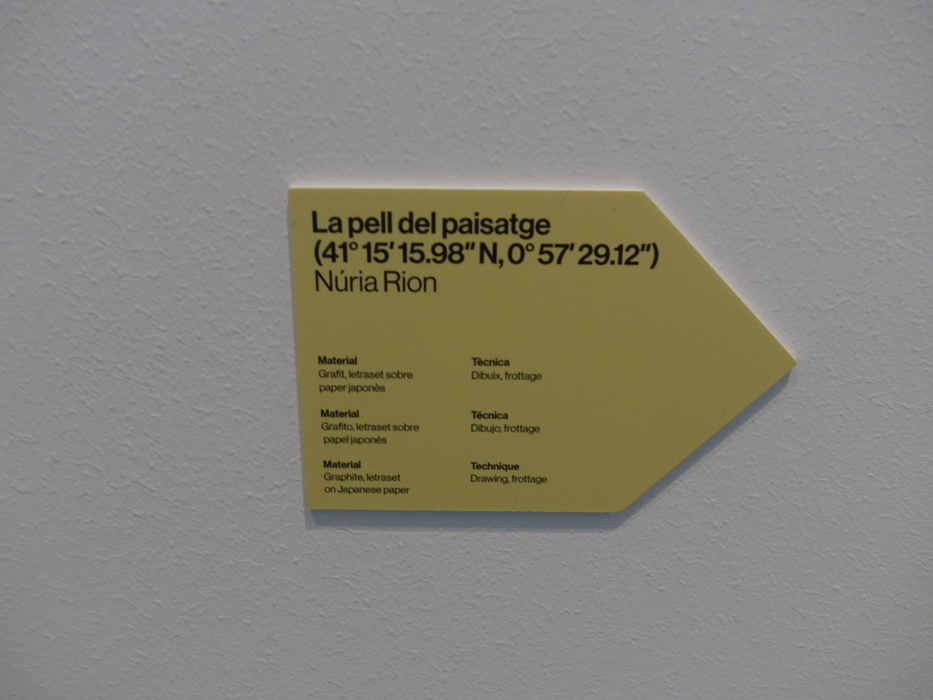 La pell del paisatge
(41° 15' 15.98" N, 0° 57' 29.12")
Núria Rion
Material
Grafit, letraset sobre
paper japonès
Tècnica
Dibuix, frottage
Material
Grafito, letraset sobre
papel japonés
Técnica
Dibujo, frottage
Material
Graphite, letraset
on Japanese paper
Technique
Drawing, frottage